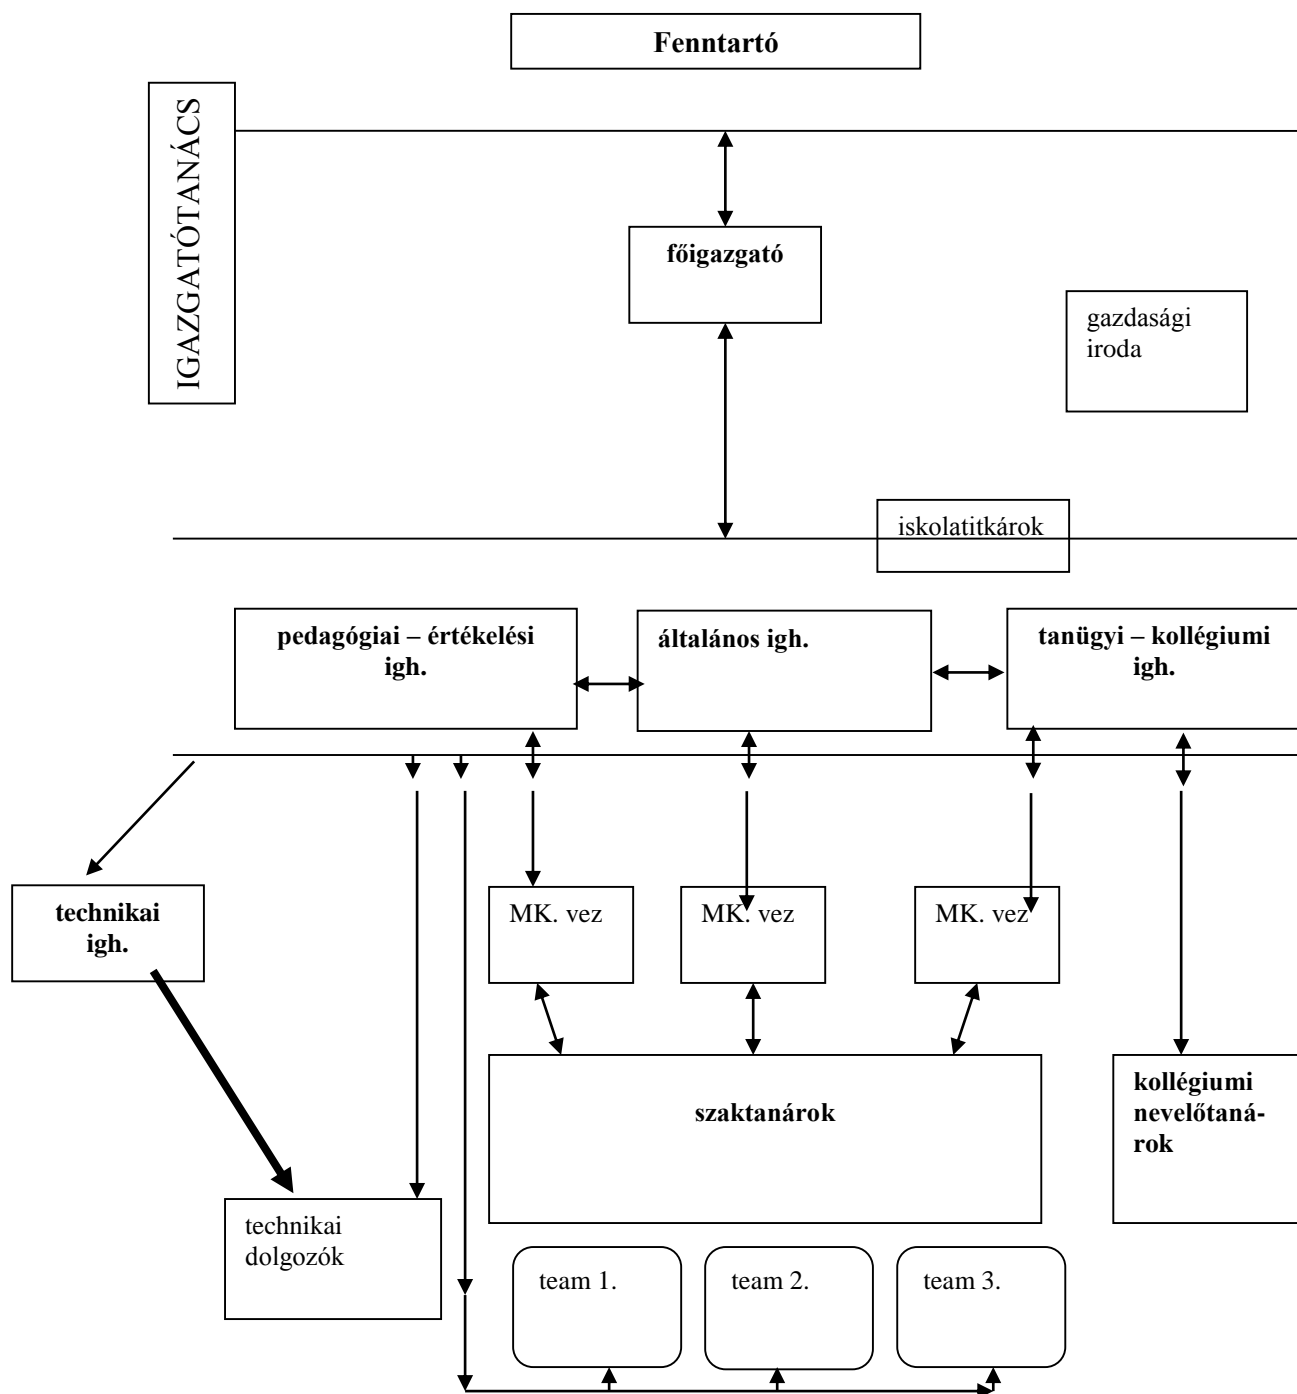 Fenntartó
IGAZGATÓTANÁCS
főigazgató
gazdasági
iroda
iskolatitkárok
pedagógiai – értékelési
igh.
általános igh.
tanügyi – kollégiumi
igh.
technikai
igh.
MK. vez
MK. vez
MK. vez
szaktanárok
kollégiumi
nevelőtaná-
rok
technikai
dolgozók
team 1.
team 2.
team 3.